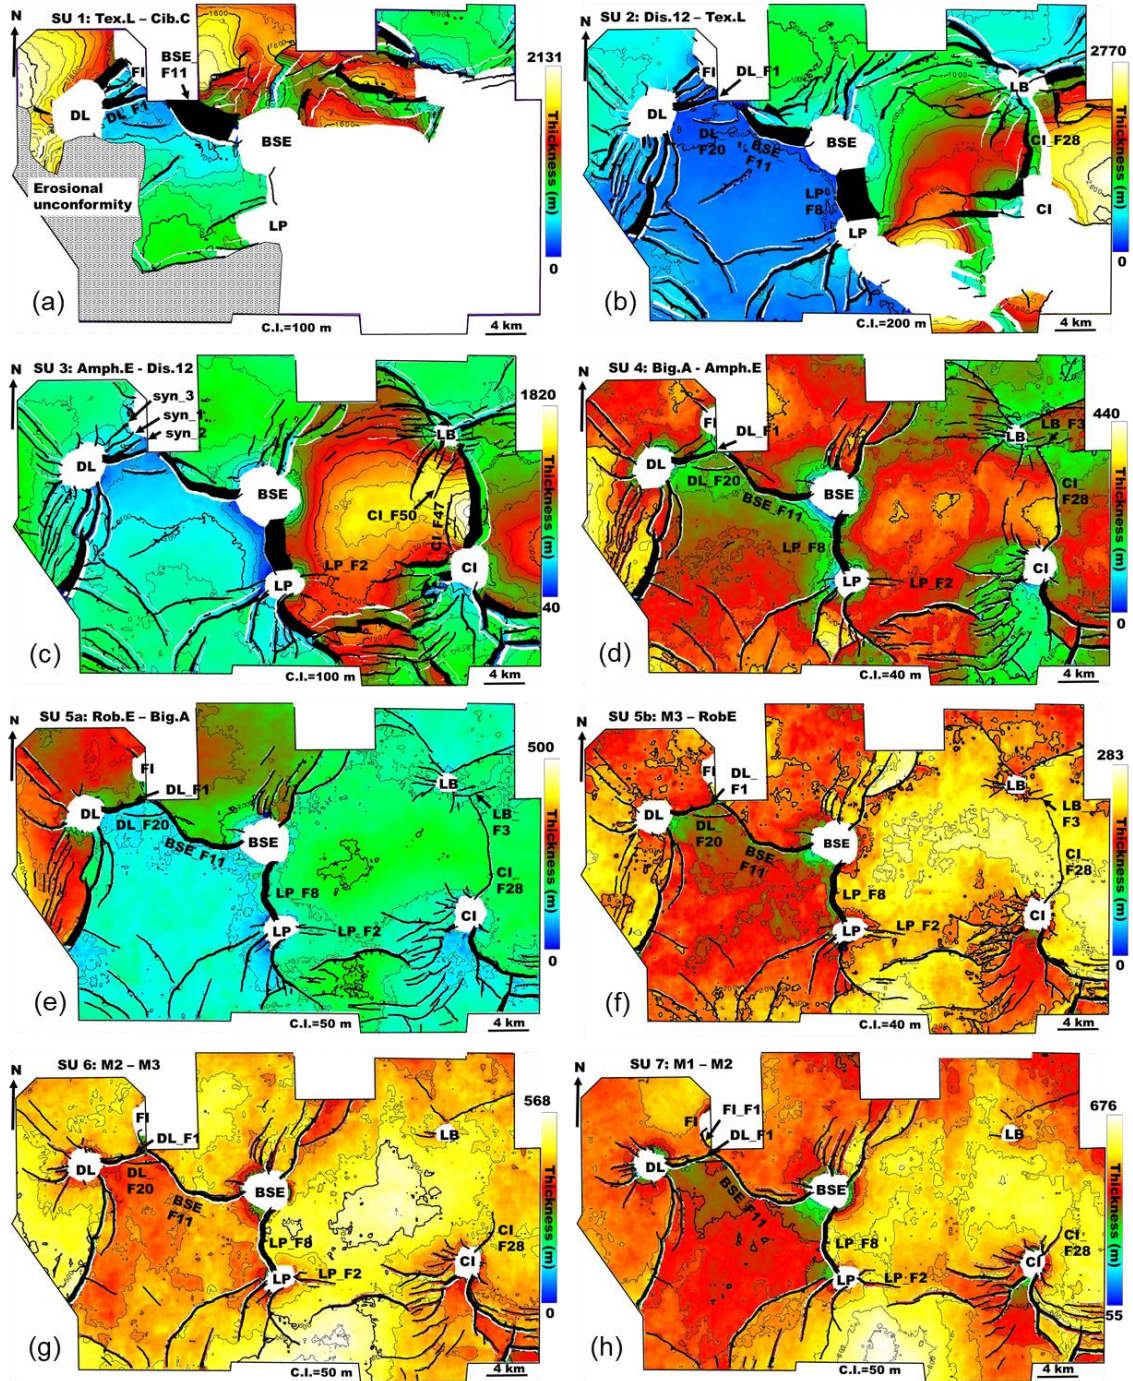 SU 1: Tex.L – Cib.C
N
BSE_
F11
FI
DL
DL_F1
BSE
Erosional
unconformity
LP
2131
Thickness (m)
0
(a)
C.I.=100 m
4 km
SU 2: Dis.12 – Tex.L
N
FI
DL_F1
DL
DL
F20
BSE
F11
BSE
LB
CI_F28
LP
F8
LP
CI
2770
Thickness (m)
0
(b)
C.I.=200 m
4 km
SU 3: Amph.E - Dis.12
N
syn_3
syn_1
syn_2
DL
BSE
LB
CI_F50
CI_F47
LP_F2
LP
CI
1820
Thickness (m)
40
(c)
C.I.=100 m
4 km
SU 4: Big.A - Amph.E
N
FI
DL_F1
DL
DL_F20
BSE_F11
BSE
LB
LB_F3
CI
F28
LP_F8
LP
LP_F2
CI
440
Thickness (m)
0
(d)
C.I.=40 m
4 km
SU 5a: Rob.E – Big.A
N
FI
DL_F1
DL
DL_F20
BSE_F11
BSE
LB
LB
F3
CI
F28
LP_F8
LP
LP_F2
CI
500
Thickness (m)
0
(e)
C.I.=50 m
4 km
SU 5b: M3 – RobE
N
FI
DL_
F1
DL
DL
F20
BSE
F11
BSE
LB
LB
F3
CI
F28
LP_F8
LP
LP_F2
CI
283
Thickness (m)
0
(f)
C.I.=40 m
4 km
SU 6: M2 – M3
N
FI
DL_F1
DL
DL
F20
BSE
F11
BSE
LB
CI
F28
LP_F8
LP
LP_F2
CI
568
Thickness (m)
0
(g)
C.I.=50 m
4 km
SU 7: M1 – M2
N
FI
FI_F1
DL_F1
DL
BSE
F11
BSE
LB
CI
F28
LP_F8
LP
LP_F2
CI
676
Thickness (m)
55
(h)
C.I.=50 m
4 km